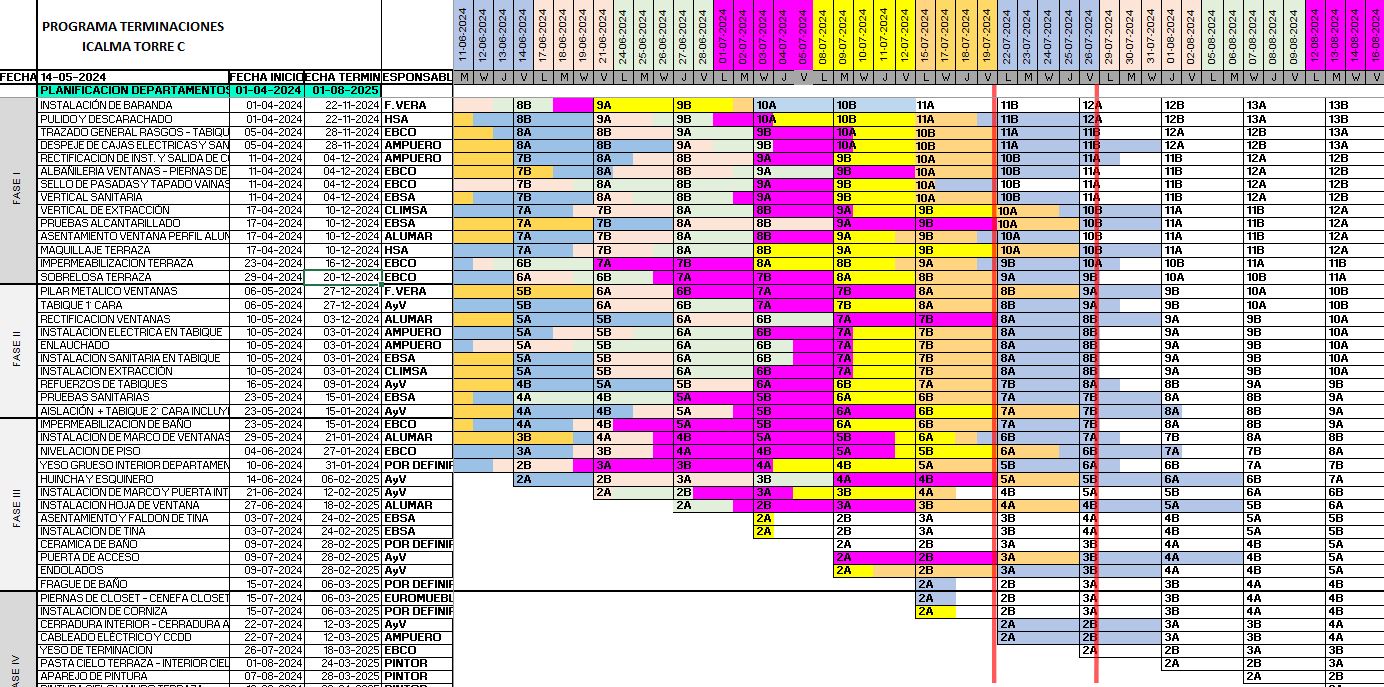 PROGRAMA TERMINACIONES
ICALMA TORRE C
11-06-2024 12-06-2024 13-06-2024 14-06-2024 17-06-2024 18-06-2024 19-06-2024 21-06-2024 24-06-2024 25-06-2024 26-06-2024 27-06-2024 28-06-2024 01-07-2024 02-07-2024 03-07-2024 04-07-2024 05-07-2024 08-07-2024 09-07-2024 10-07-2024 11-07-2024 12-07-2024 15-07-2024 17-07-2024 18-07-2024 19-07-2024 22-07-2024 23-07-2024 24-07-2024 25-07-2024 26-07-2024 29-07-2024 30-07-2024 31-07-2024 01-08-2024 02-08-2024 05-08-2024 06-08-2024 07-08-2024 08-08-2024 09-08-2024 12-08-2024 13-08-2024 14-08-2024 16-08-2024
FECHA 14-05-2024 FECHA INICIO ECHA TERMIN ESPONSABL M W J V L M W V L M W J V L M W J V L M W J V L W J V L M W J V L M W J V L M W J V L M W V
PLANIFICACION DEPARTAMENTOS 01-04-2024 01-08-2025
FASE I
INSTALACIÓN DE BARANDA 01-04-2024 22-11-2024 F.VERA 8B 9A 9B 10A 10B 11A 11B 12A 12B 13A 13B
PULIDO Y DESCARACHADO 01-04-2024 22-11-2024 HSA 8B 9A 9B 10A 10B 11A 11B 12A 12B 13A 13B
TRAZADO GENERAL RASGOS - TABIQU 05-04-2024 28-11-2024 EBCO 8A 8B 9A 9B 10A 10B 11A 11B 12A 12B 13A
DESPEJE DE CAJAS ELECTRICAS Y SAN 05-04-2024 28-11-2024 AMPUERO 8A 8B 9A 9B 10A 10B 11A 11B 12A 12B 13A
RECTIFICACION DE INST. Y SALIDA DE C 11-04-2024 04-12-2024 AMPUERO 7B 8A 8B 9A 9B 10A 10B 11A 11B 12A 12B
ALBAÑILERIA VENTANAS - PIERNAS DE 11-04-2024 04-12-2024 EBCO 7B 8A 8B 9A 9B 10A 10B 11A 11B 12A 12B
SELLO DE PASADAS Y TAPADO VAINAS 11-04-2024 04-12-2024 EBCO 7B 8A 8B 9A 9B 10A 10B 11A 11B 12A 12B
VERTICAL SANITARIA 11-04-2024 04-12-2024 EBSA 7B 8A 8B 9A 9B 10A 10B 11A 11B 12A 12B
VERTICAL DE EXTRACCIÓN 17-04-2024 10-12-2024 CLIMSA 7A 7B 8A 8B 9A 9B 10A 10B 11A 11B 12A
PRUEBAS ALCANTARILLADO 17-04-2024 10-12-2024 EBSA 7A 7B 8A 8B 9A 9B 10A 10B 11A 11B 12A
ASENTAMIENTO VENTANA PERFIL ALUM 17-04-2024 10-12-2024 ALUMAR 7A 7B 8A 8B 9A 9B 10A 10B 11A 11B 12A
MAQUILLAJE TERRAZA 17-04-2024 10-12-2024 HSA 7A 7B 8A 8B 9A 9B 10A 10B 11A 11B 12A
IMPERMEABILIZACION TERRAZA 23-04-2024 16-12-2024 EBCO 6B 7A 7B 8A 8B 9A 9B 10A 10B 11A 11B
SOBRELOSA TERRAZA 29-04-2024 20-12-2024 EBCO 6A 6B 7A 7B 8A 8B 9A 9B 10A 10B 11A
FASE II
PILAR METALICO VENTANAS 06-05-2024 27-12-2024 F.VERA 5B 6A 6B 7A 7B 8A 8B 9A 9B 10A 10B
TABIQUE 1 CARA 06-05-2024 27-12-2024 AyV 5B 6A 6B 7A 7B 8A 8B 9A 9B 10A 10B
RECTIFICACION VENTANAS 10-05-2024 03-12-2024 ALUMAR 5A 5B 6A 6B 7A 7B 8A 8B 9A 9B 10A
INSTALACION ELECTRICA EN TABIQUE 10-05-2024 03-01-2024 AMPUERO 5A 5B 6A 6B 7A 7B 8A 8B 9A 9B 10A
ENLAUCHADO 10-05-2024 03-01-2024 AMPUERO 5A 5B 6A 6B 7A 7B 8A 8B 9A 9B 10A
INSTALACION SANITARIA EN TABIQUE 10-05-2024 03-01-2024 EBSA 5A 5B 6A 6B 7A 7B 8A 8B 9A 9B 10A
INSTALACION EXTRACCIÓN 10-05-2024 03-01-2024 CLIMSA 5A 5B 6A 6B 7A 7B 8A 8B 9A 9B 10A
REFUERZOS DE TABIQUES 16-05-2024 09-01-2024 AyV 4B 5A 5B 6A 6B 7A 7B 8A 8B 9A 9B
PRUEBAS SANITARIAS 23-05-2024 15-01-2024 EBSA 4A 4B 5A 5B 6A 6B 7A 7B 8A 8B 9A
AISLACIÓN + TABIQUE 2° CARA INCLUY 23-05-2024 15-01-2024 AyV 4A 4B 5A 5B 6A 6B 7A 7B 8A 8B 9A
FASE III
IMPERMEABILIZACION DE BAÑO 23-05-2024 15-01-2024 EBCO 4A 4B 5A 5B 6A 6B 7A 7B 8A 8B 9A
INSTALACION DE MARCO DE VENTANAS 29-05-2024 21-01-2024 ALUMAR 3B 4A 4B 5A 5B 6A 6B 7A 7B 8A 8B
NIVELACION DE PISO 04-06-2024 27-01-2024 EBCO 3A 3B 4A 4B 5A 5B 6A 6B 7A 7B 8A
YESO GRUESO INTERIOR DEPARTAMEN 10-06-2024 31-01-2024 POR DEFINIR 2B 3A 3B 4A 4B 5A 5B 6A 6B 7A 7B
HUINCHA Y ESQUINERO 14-06-2024 06-02-2025 AyV 2A 2B 3A 3B 4A 4B 5A 5B 6A 6B 7A
INSTALACION DE MARCO Y PUERTA INT 21-06-2024 12-02-2025 AyV 2A 2B 3A 3B 4A 4B 5A 5B 6A 6B
INSTALACION HOJA DE VENTANA 27-06-2024 18-02-2025 ALUMAR 2A 2B 3A 3B 4A 4B 5A 5B 6A
ASENTAMIENTO Y FALDON DE TINA 03-07-2024 24-02-2025 EBSA 2A 2B 3A 3B 4A 4B 5A 5B
INSTALACION DE TINA 03-07-2024 24-02-2025 EBSA 2A 2B 3A 3B 4A 4B 5A 5B
CERAMICA DE BAÑO 09-07-2024 28-02-2025 POR DEFINIR 2A 2B 3A 3B 4A 4B 5A
PUERTA DE ACCESO 09-07-2024 28-02-2025 AyV 2A 2B 3A 3B 4A 4B 5A
ENDOLADOS 09-07-2024 28-02-2025 AyV 2A 2B 3A 3B 4A 4B 5A
FRAGUE DE BAÑO 15-07-2024 06-03-2025 POR DEFINIR 2A 2B 3A 3B 4A 4B
FASE IV
PIERNAS DE CLOSET - CENEFA CLOSET 15-07-2024 06-03-2025 EUROMUEBL 2A 2B 3A 3B 4A 4B
INSTALACION DE CORNIZA 15-07-2024 06-03-2025 POR DEFINIR 2A 2B 3A 3B 4A 4B
CERRADURA INTERIOR - CERRADURA A 22-07-2024 12-03-2025 AyV 2A 2B 3A 3B 4A
CABLEADO ELÉCTRICO Y CCDD 22-07-2024 12-03-2025 AMPUERO 2A 2B 3A 3B 4A
YESO DE TERMINACION 26-07-2024 18-03-2025 EBCO 2A 2B 3A 3B
PASTA CIELO TERRAZA - INTERIOR CIEL 01-08-2024 24-03-2025 PINTOR 2A 2B 3A
APAREJO DE PINTURA 07-08-2024 28-03-2025 PINTOR 2A 2B